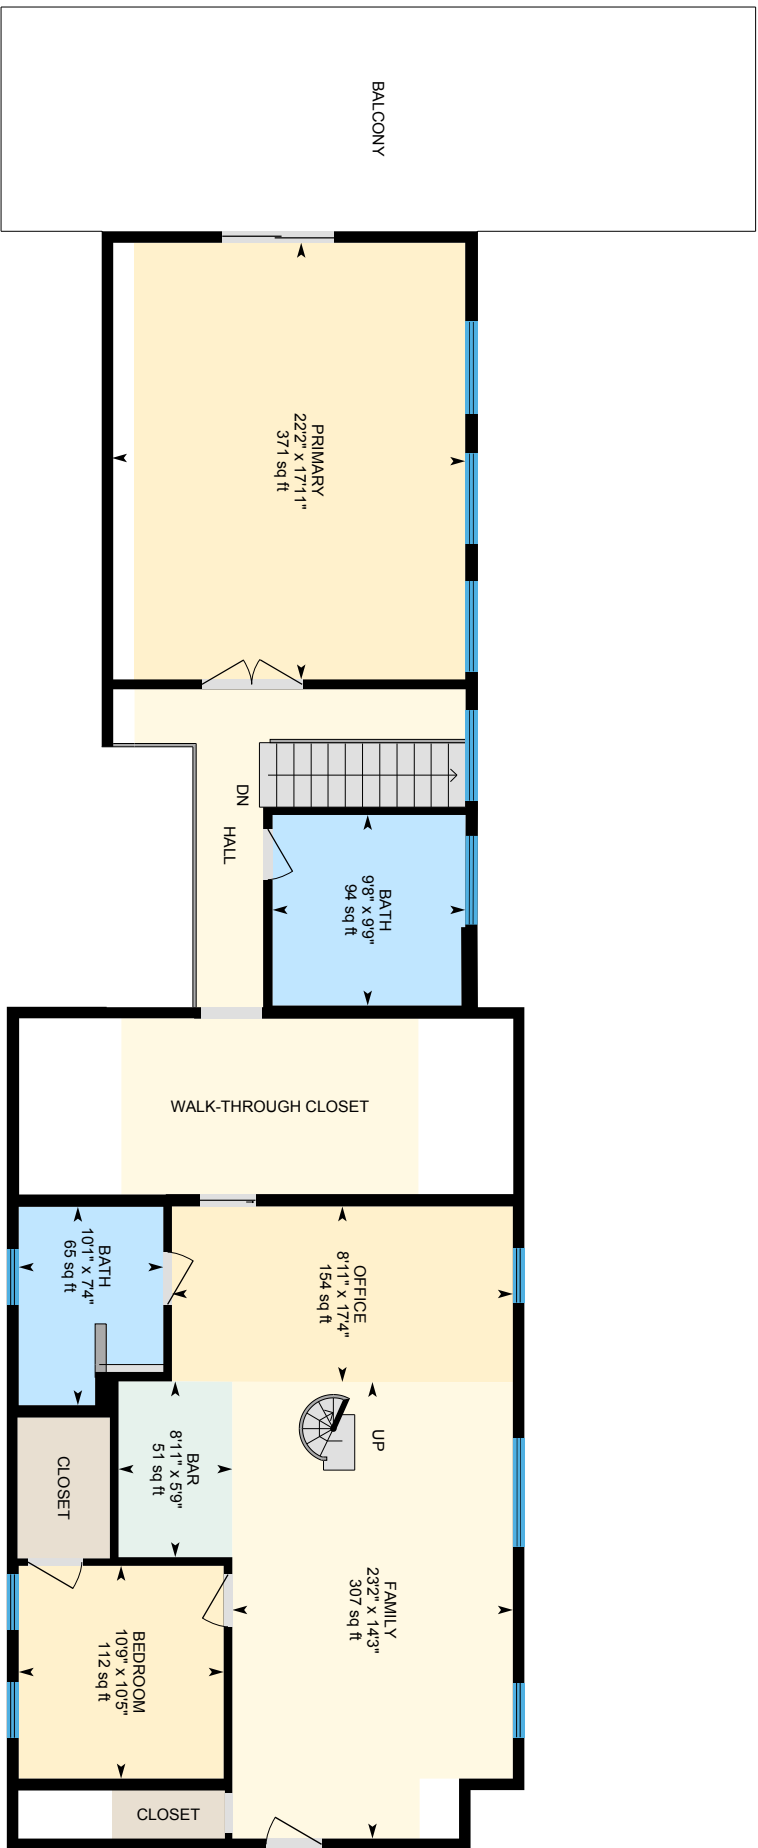 BALCONY
PRIMARY
22'2" x 17'11"
371 sq ft
DN
HALL
BATH
9'8" x 9'9"
94 sq ft
WALK-THROUGH CLOSET
BATH
10'1" x 7'4"
65 sq ft
OFFICE
8'11" x 17'4"
154 sq ft
UP
BAR
8'11" x 5'9"
51 sq ft
CLOSET
FAMILY
23'2" x 14'3"
307 sq ft
BEDROOM
10'9" x 10'5"
112 sq ft
CLOSET